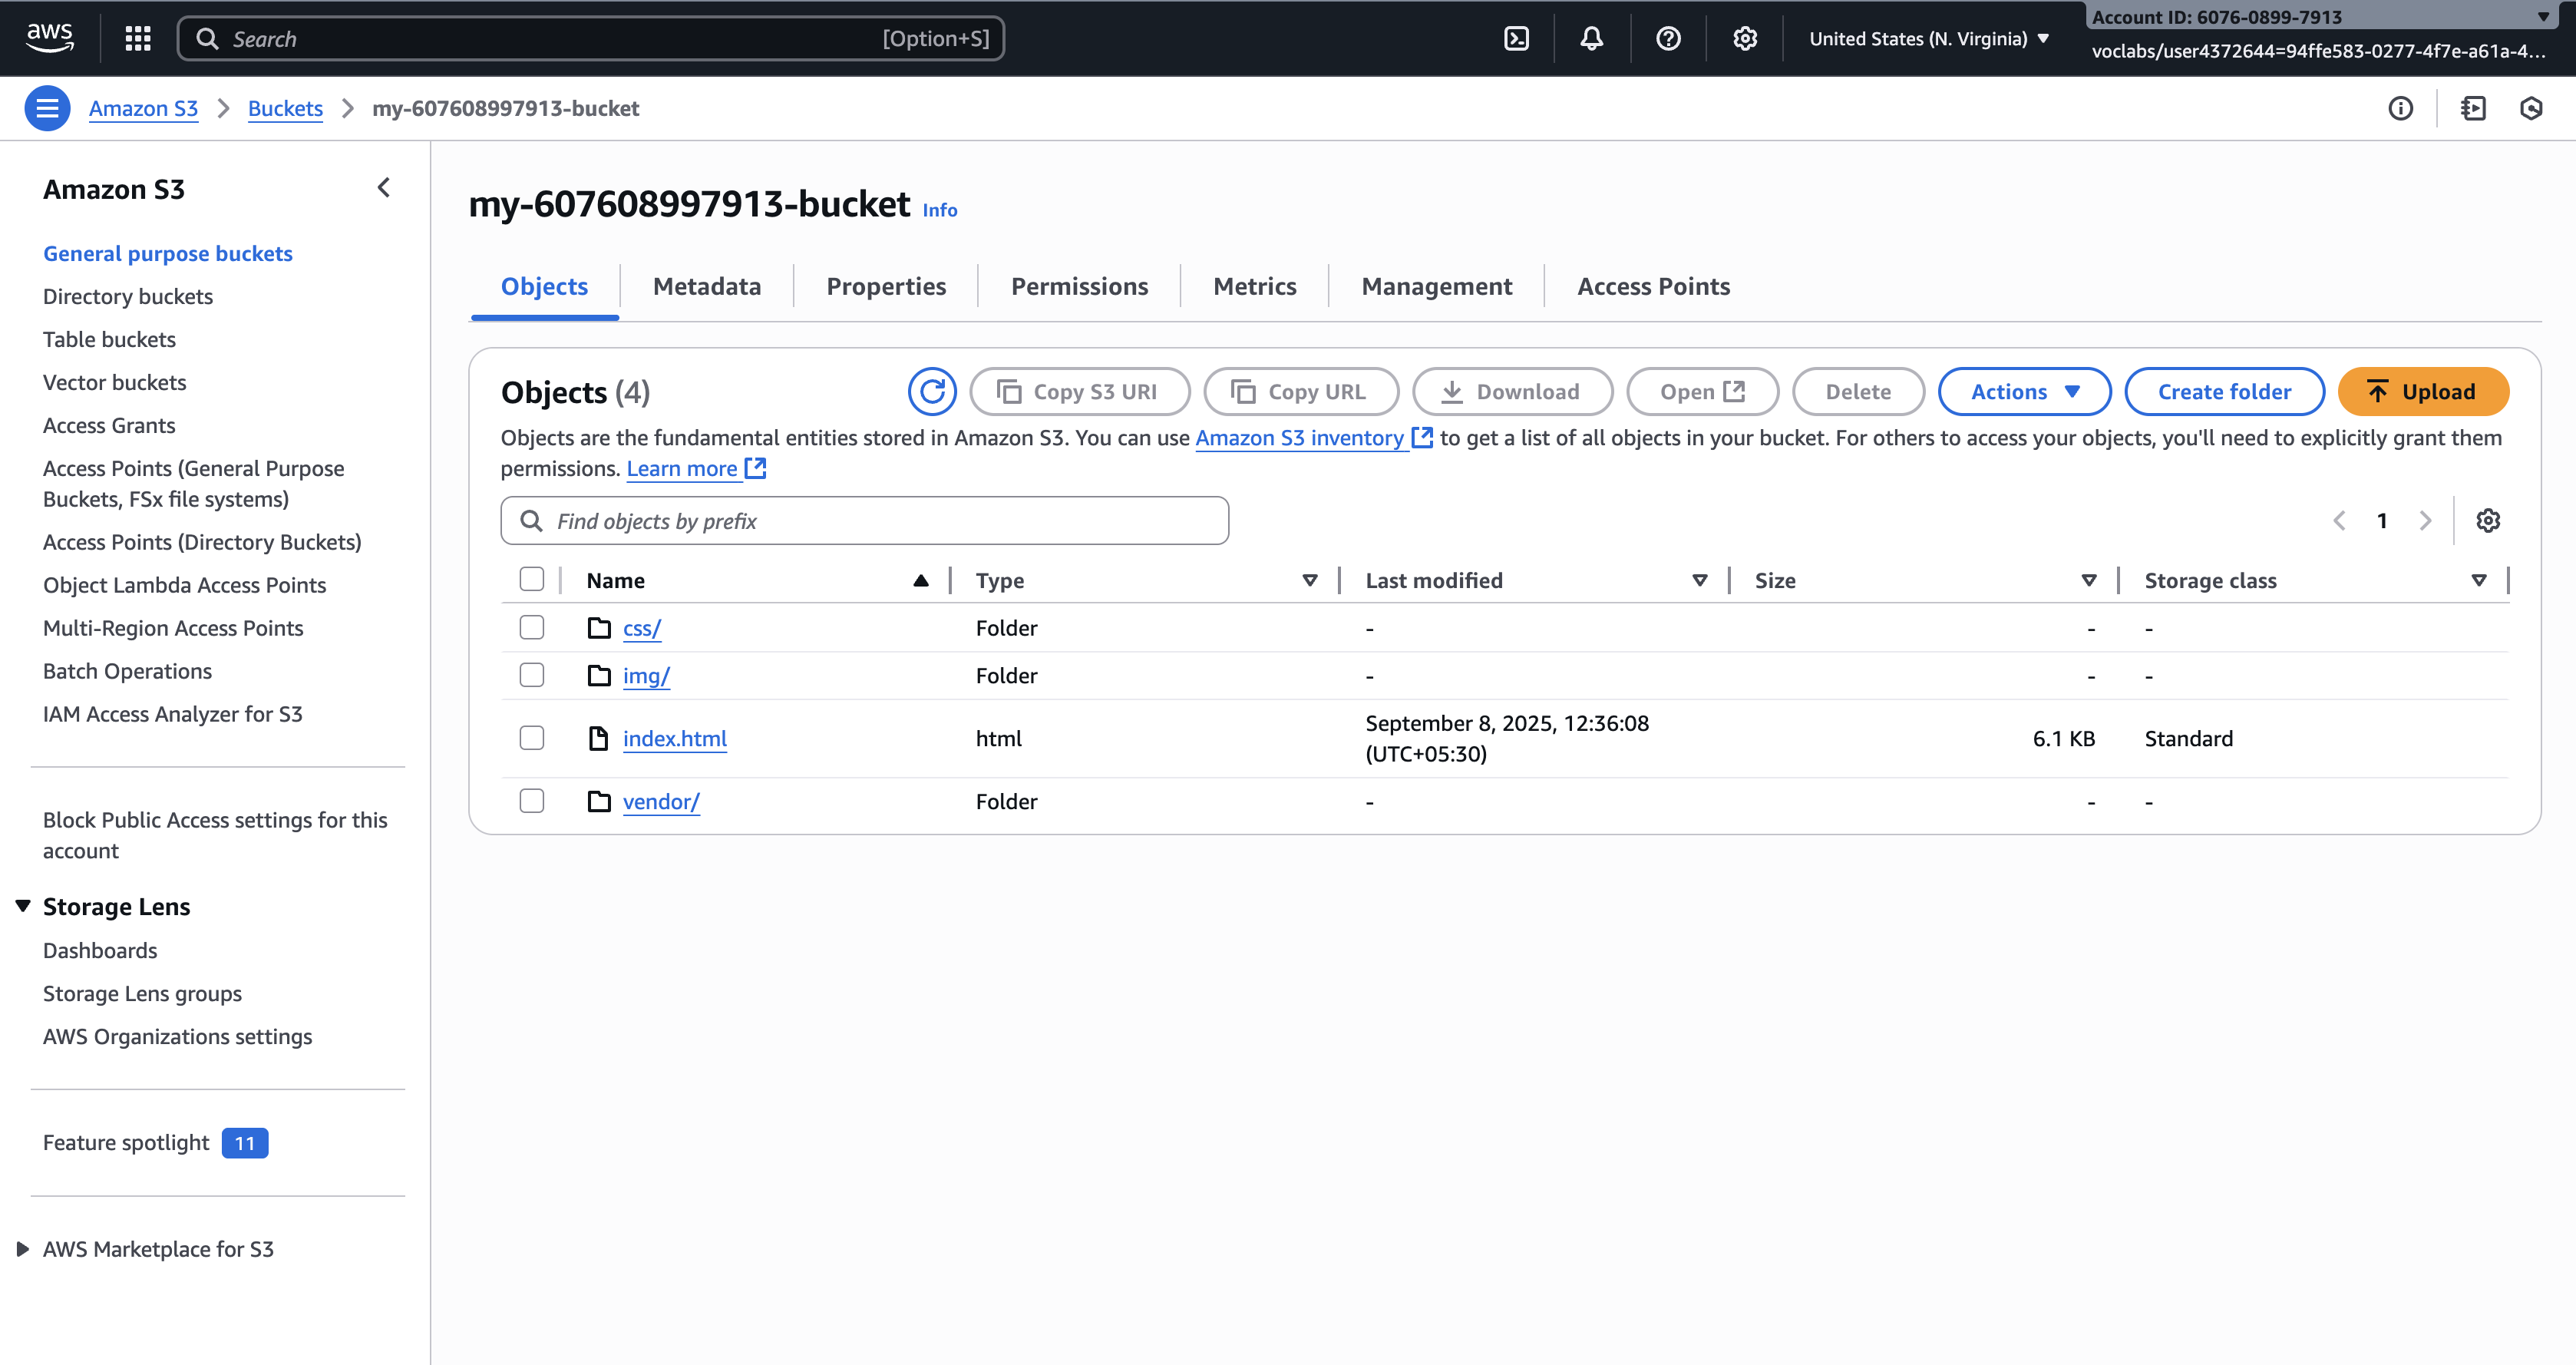 aws
Search [Option+S]
United States (N. Virginia)
Account ID: 6076-0899-7913
voclabs/user4372644=94ffe583-0277-4f7e-a61a-4...
Amazon S3 > Buckets > my-607608997913-bucket
Amazon S3
General purpose buckets
Directory buckets
Table buckets
Vector buckets
Access Grants
Access Points (General Purpose
Buckets, FSx file systems)
Access Points (Directory Buckets)
Object Lambda Access Points
Multi-Region Access Points
Batch Operations
IAM Access Analyzer for S3
Block Public Access settings for this
account
Storage Lens
Dashboards
Storage Lens groups
AWS Organizations settings
Feature spotlight 11
AWS Marketplace for S3
my-607608997913-bucket Info
Objects Metadata Properties Permissions Metrics Management Access Points
Objects (4) Copy S3 URI Copy URL Download Open Delete Actions Create folder Upload
Objects are the fundamental entities stored in Amazon S3. You can use Amazon S3 inventory to get a list of all objects in your bucket. For others to access your objects, you'll need to explicitly grant them
permissions. Learn more
Find objects by prefix 1
Name Type Last modified Size Storage class
css/ Folder - - -
img/ Folder - - -
index.html html September 8, 2025, 12:36:08 6.1 KB Standard
(UTC+05:30)
vendor/ Folder - - -